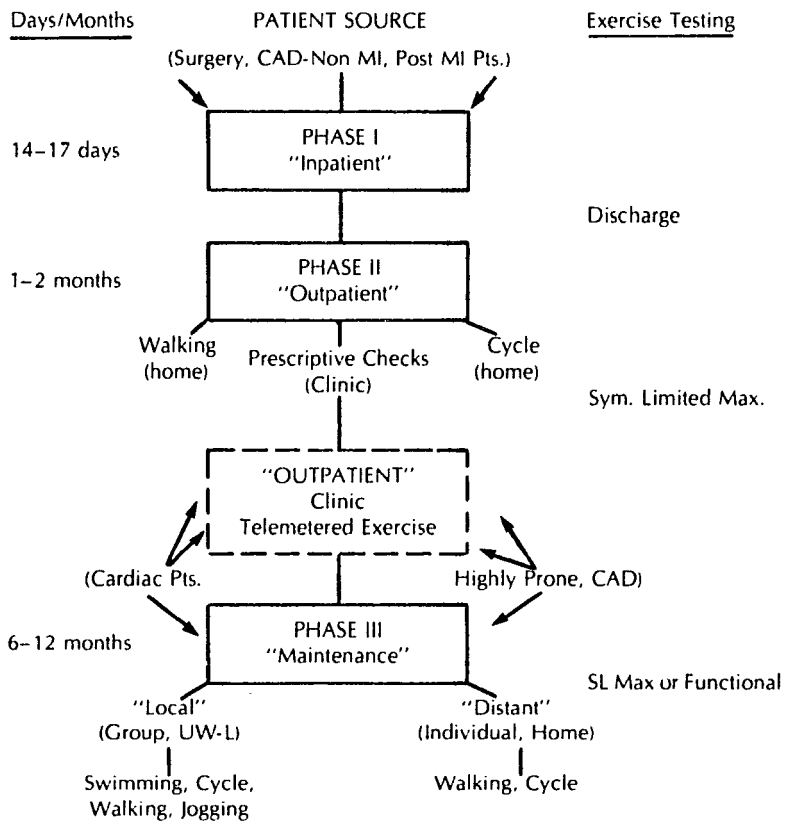 Days/Months
PATIENT SOURCE
Exercise Testing
(Surgery, CAD-Non MI, Post MI Pts.)
14–17 days
PHASE I
"Inpatient"
Discharge
1–2 months
PHASE II
"Outpatient"
Walking
(home)
Prescriptive Checks
(Clinic)
Cycle
(home)
Sym. Limited Max.
"OUTPATIENT"
Clinic
Telemetered Exercise
(Cardiac Pts.
Highly Prone, CAD)
6–12 months
PHASE III
"Maintenance"
SL Max or Functional
"Local"
(Group, UW-L)
"Distant"
(Individual, Home)
Swimming, Cycle,
Walking, Jogging
Walking, Cycle